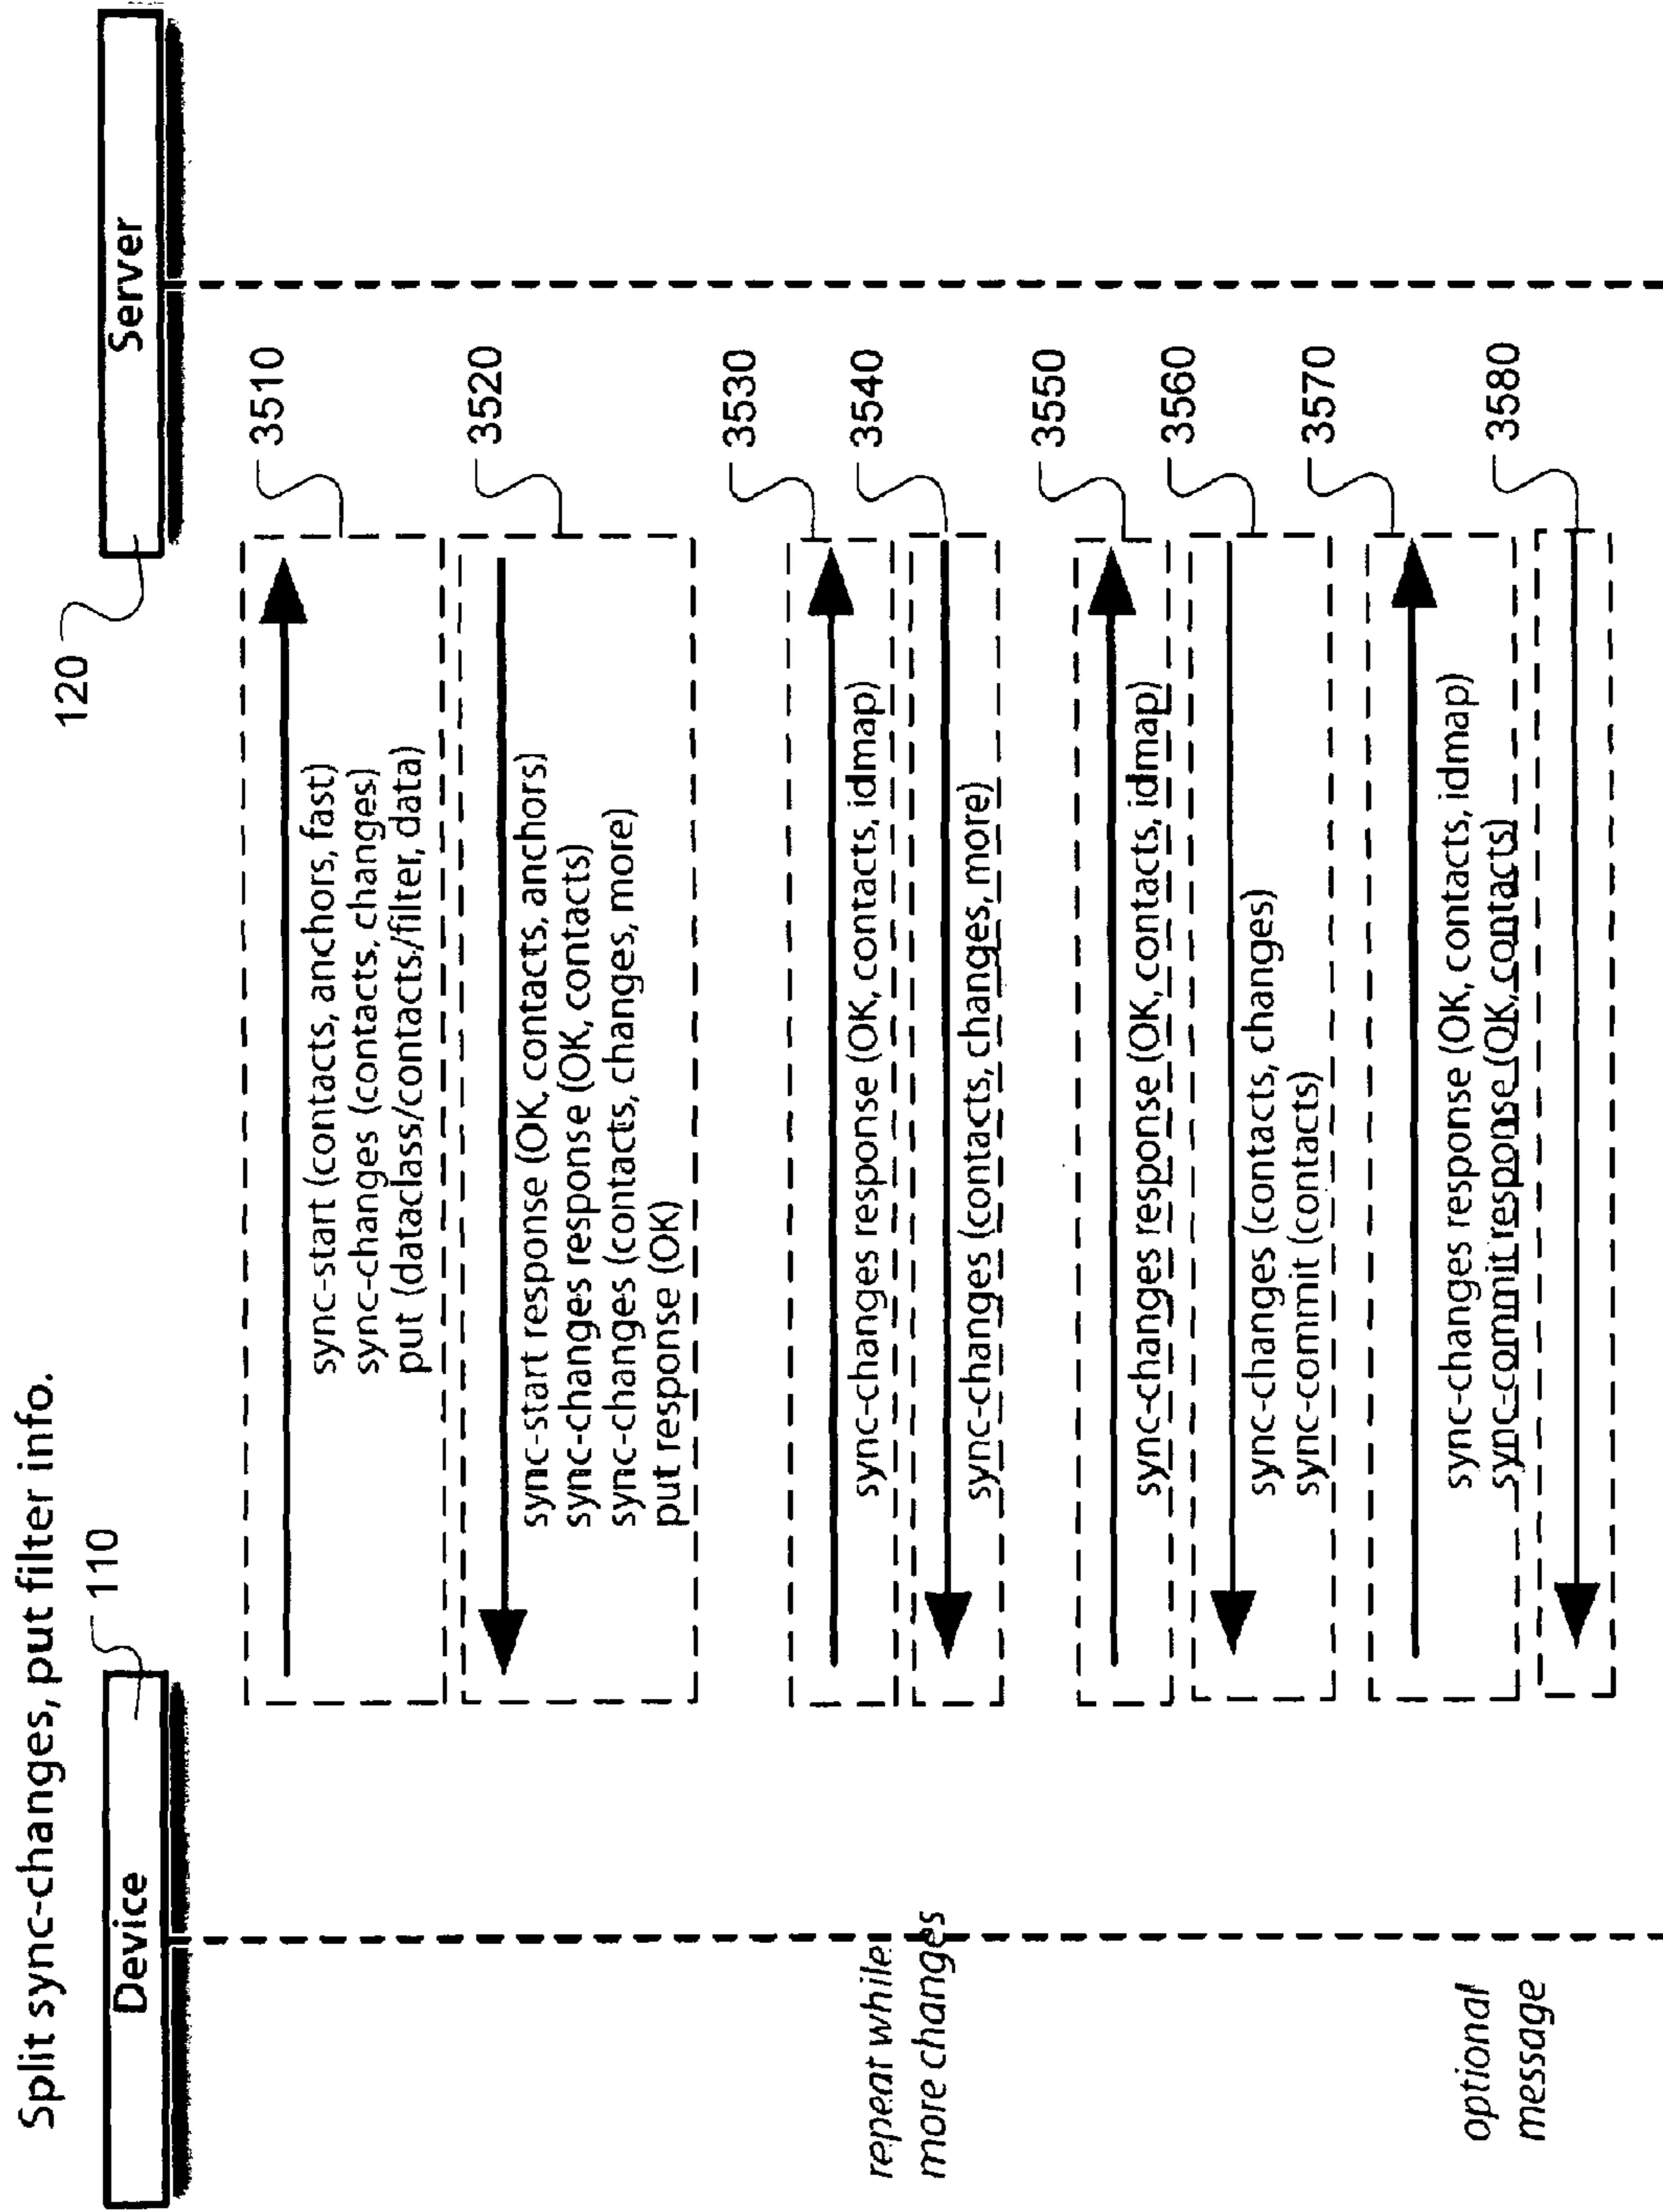 Split sync-changes, put filter info.
Device
110
Server
120
3510
sync-start (contacts, anchors, fast)
sync-changes (contacts, changes)
put (dataclass/contacts/filter, data)
3520
sync-start response (OK, contacts, anchors)
sync-changes response (OK, contacts)
sync-changes (contacts, changes, more)
put response (OK)
repeat while
more changes
3530
sync-changes response (OK, contacts, idmap)
3540
sync-changes (contacts, changes, more)
3550
sync-changes response (OK, contacts, idmap)
3560
sync-changes (contacts, changes)
sync-commit (contacts)
3570
sync-changes response (OK, contacts, idmap)
sync-commit response (OK, contacts)
optional
message
3580